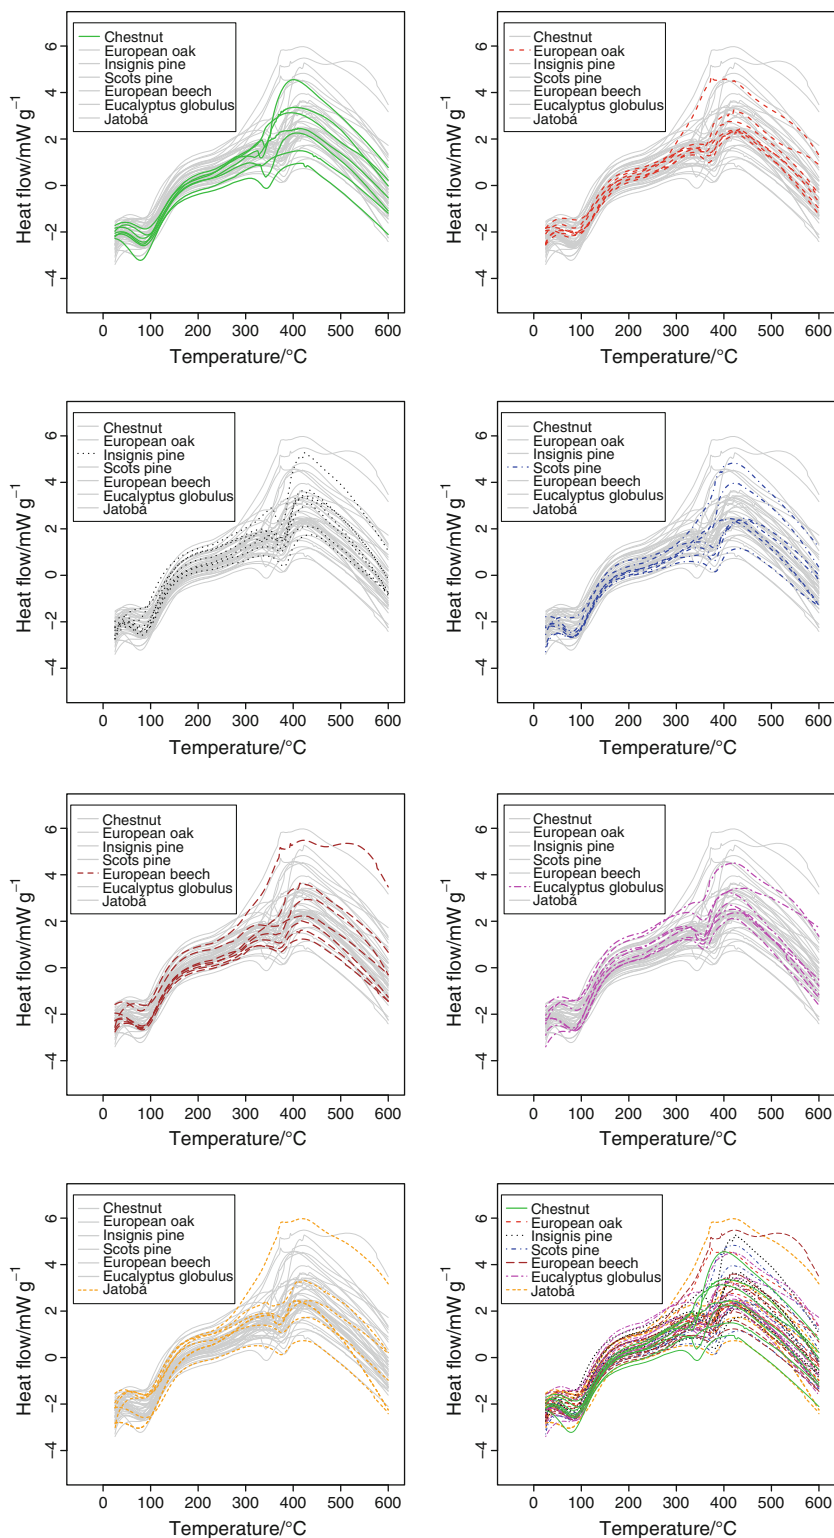 Chestnut
European oak
Insignis pine
Scots pine
European beech
Eucalyptus globulus
Jatobá
Heat flow/mW g⁻¹
6
4
2
0
−2
−4
0 100 200 300 400 500 600
Temperature/°C
Chestnut
European oak
Insignis pine
Scots pine
European beech
Eucalyptus globulus
Jatobá
Heat flow/mW g⁻¹
6
4
2
0
−2
−4
0 100 200 300 400 500 600
Temperature/°C
Chestnut
European oak
Insignis pine
Scots pine
European beech
Eucalyptus globulus
Jatobá
Heat flow/mW g⁻¹
6
4
2
0
−2
−4
0 100 200 300 400 500 600
Temperature/°C
Chestnut
European oak
Insignis pine
Scots pine
European beech
Eucalyptus globulus
Jatobá
Heat flow/mW g⁻¹
6
4
2
0
−2
−4
0 100 200 300 400 500 600
Temperature/°C
Chestnut
European oak
Insignis pine
Scots pine
European beech
Eucalyptus globulus
Jatobá
Heat flow/mW g⁻¹
6
4
2
0
−2
−4
0 100 200 300 400 500 600
Temperature/°C
Chestnut
European oak
Insignis pine
Scots pine
European beech
Eucalyptus globulus
Jatobá
Heat flow/mW g⁻¹
6
4
2
0
−2
−4
0 100 200 300 400 500 600
Temperature/°C
Chestnut
European oak
Insignis pine
Scots pine
European beech
Eucalyptus globulus
Jatobá
Heat flow/mW g⁻¹
6
4
2
0
−2
−4
0 100 200 300 400 500 600
Temperature/°C
Chestnut
European oak
Insignis pine
Scots pine
European beech
Eucalyptus globulus
Jatobá
Heat flow/mW g⁻¹
6
4
2
0
−2
−4
0 100 200 300 400 500 600
Temperature/°C